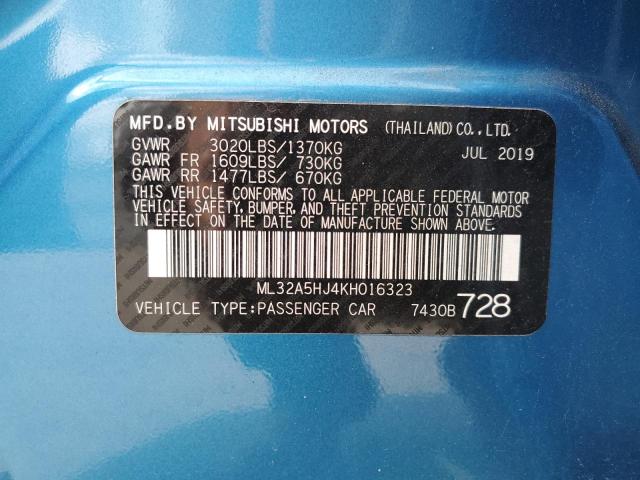 MFD.BY MITSUBISHI MOTORS (THAILAND) CO.,LTD.
GVWR 3020LBS/1370KG JUL 2019
GAWR FR 1609LBS/ 730KG
GAWR RR 1477LBS/ 670KG
THIS VEHICLE CONFORMS TO ALL APPLICABLE FEDERAL MOTOR
VEHICLE SAFETY, BUMPER, AND THEFT PREVENTION STANDARDS
IN EFFECT ON THE DATE OF MANUFACTURE SHOWN ABOVE.
ML32A5HJ4KH016323
VEHICLE TYPE:PASSENGER CAR 7430B 728